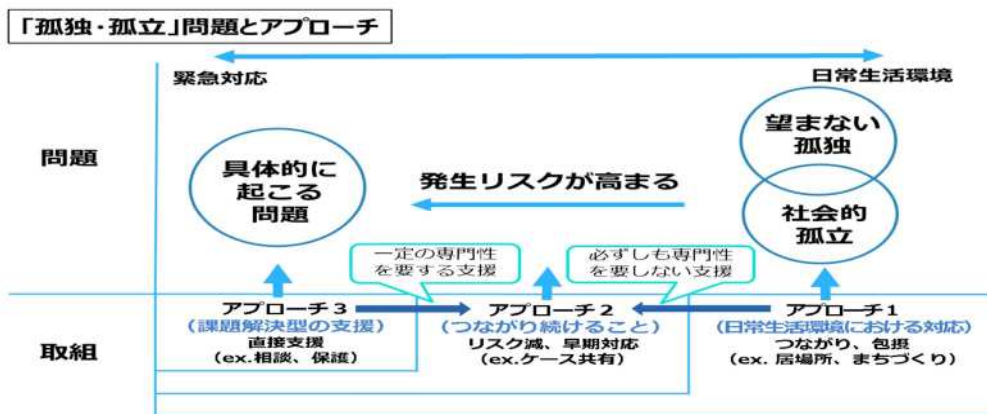 「孤独・孤立」問題とアプローチ
緊急対応
日常生活環境
問題
具体的に
起こる
問題
発生リスクが高まる
望まない
孤独
社会的
孤立
一定の専門性
を要する支援
必ずしも専門性
を要しない支援
取組
アプローチ3
(課題解決型の支援)
直接支援
(ex.相談、保護)
アプローチ2
(つながり続けること)
リスク減、早期対応
(ex.ケース共有)
アプローチ1
(日常生活環境における対応)
つながり、包摂
(ex. 居場所、まちづくり)